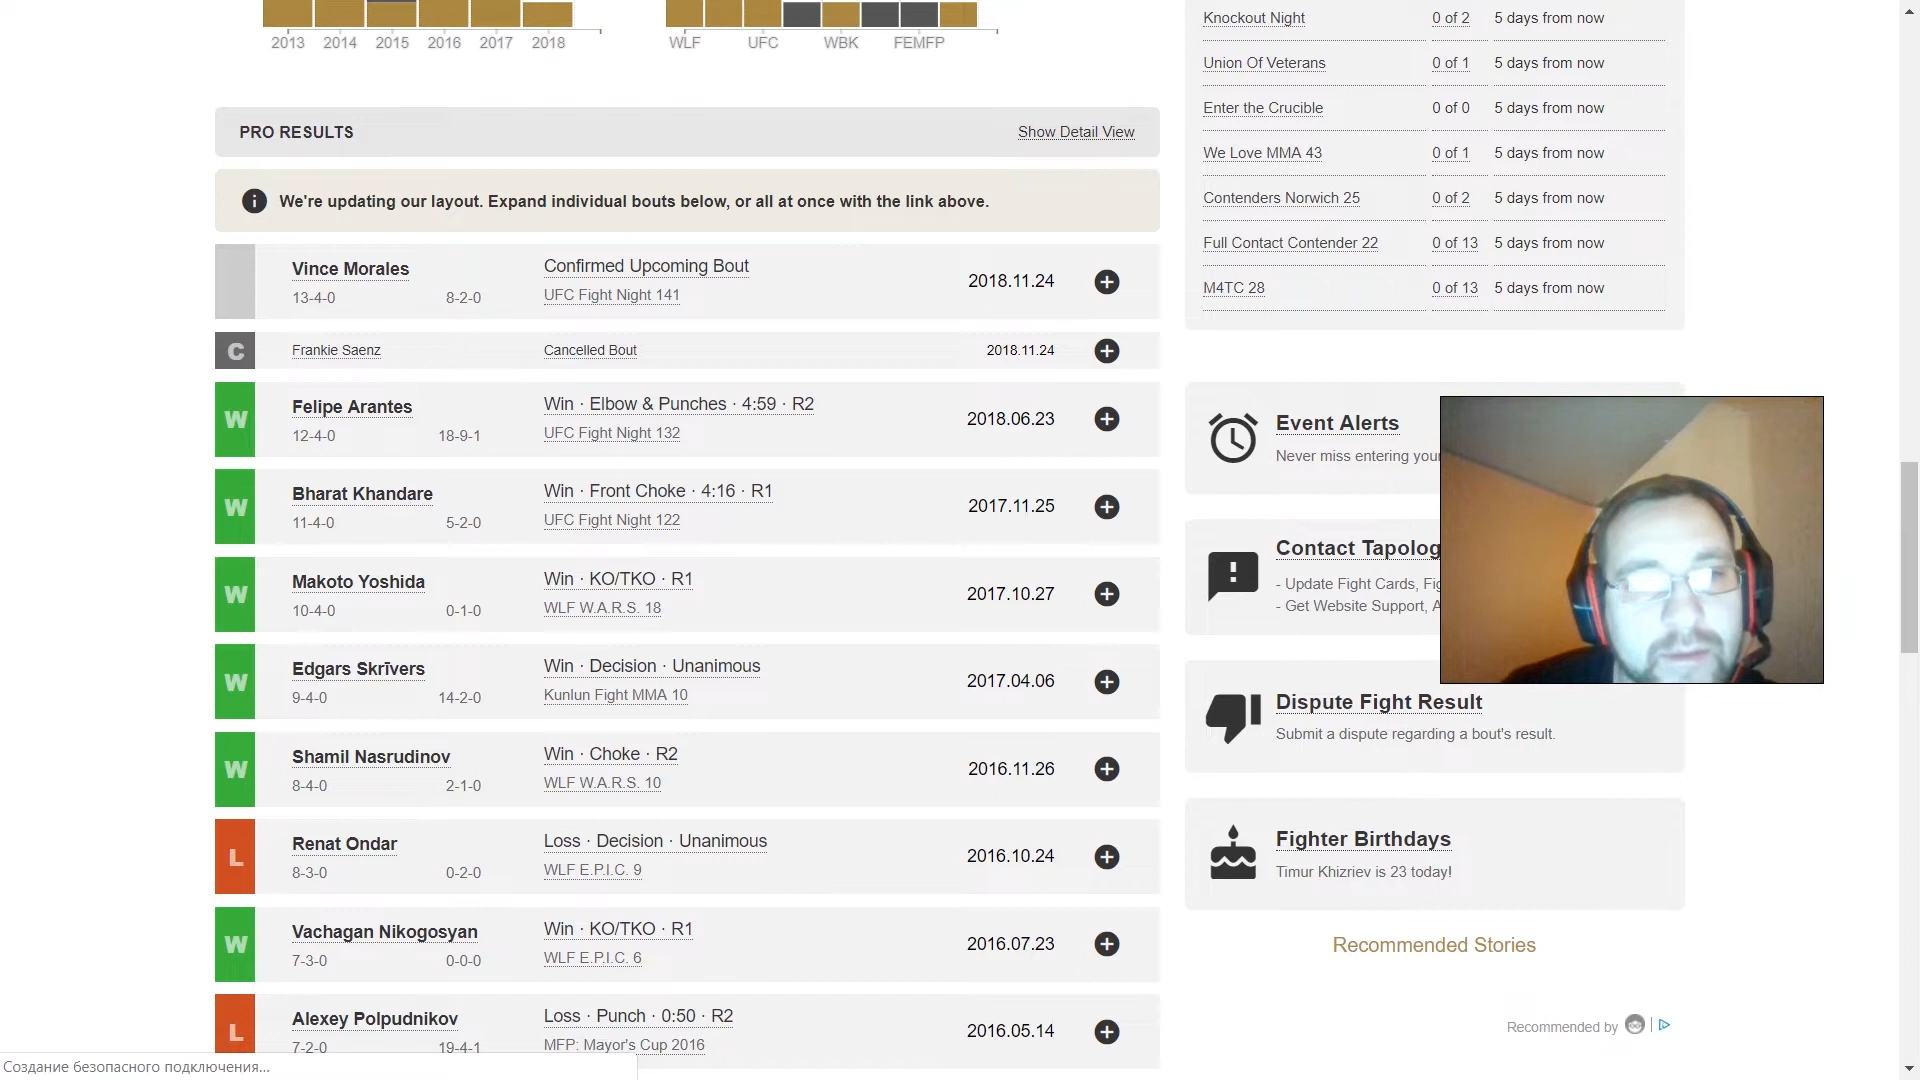 2013 2014 2015 2016 2017 2018
WLF UFC WBK FEMFP
PRO RESULTS
Show Detail View
We're updating our layout. Expand individual bouts below, or all at once with the link above.
Vince Morales
13-4-0 8-2-0
Confirmed Upcoming Bout
UFC Fight Night 141
2018.11.24
C
Frankie Saenz
Cancelled Bout
2018.11.24
W
Felipe Arantes
12-4-0 18-9-1
Win · Elbow & Punches · 4:59 · R2
UFC Fight Night 132
2018.06.23
W
Bharat Khandare
11-4-0 5-2-0
Win · Front Choke · 4:16 · R1
UFC Fight Night 122
2017.11.25
W
Makoto Yoshida
10-4-0 0-1-0
Win · KO/TKO · R1
WLF W.A.R.S. 18
2017.10.27
W
Edgars Skrīvers
9-4-0 14-2-0
Win · Decision · Unanimous
Kunlun Fight MMA 10
2017.04.06
W
Shamil Nasrudinov
8-4-0 2-1-0
Win · Choke · R2
WLF W.A.R.S. 10
2016.11.26
L
Renat Ondar
8-3-0 0-2-0
Loss · Decision · Unanimous
WLF E.P.I.C. 9
2016.10.24
W
Vachagan Nikogosyan
7-3-0 0-0-0
Win · KO/TKO · R1
WLF E.P.I.C. 6
2016.07.23
L
Alexey Polpudnikov
7-2-0 19-4-1
Loss · Punch · 0:50 · R2
MFP: Mayor's Cup 2016
2016.05.14
Создание безопасного подключения...
Knockout Night 0 of 2 5 days from now
Union Of Veterans 0 of 1 5 days from now
Enter the Crucible 0 of 0 5 days from now
We Love MMA 43 0 of 1 5 days from now
Contenders Norwich 25 0 of 2 5 days from now
Full Contact Contender 22 0 of 13 5 days from now
M4TC 28 0 of 13 5 days from now
Event Alerts
Never miss entering your
Contact Tapolog
- Update Fight Cards, Fig
- Get Website Support, A
Dispute Fight Result
Submit a dispute regarding a bout's result.
Fighter Birthdays
Timur Khizriev is 23 today!
Recommended Stories
Recommended by